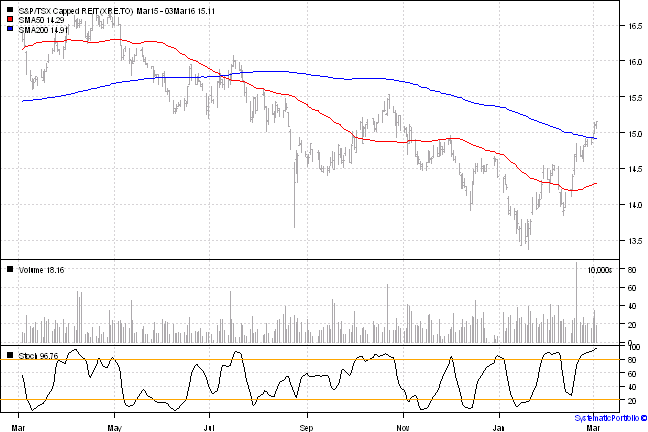 S&P/TSX Capped REIT (XRE.TO) Mar15 - 03Mar16 15.11
SMA50 14.29
SMA200 14.91
16.5
16.0
15.5
15.0
14.5
14.0
13.5
Volume 18.16
10,000s
80
60
40
20
0
Stoch 96.76
100
80
60
40
20
Mar May Jul Sep Nov Jan Mar
SystematicPortfolio ©